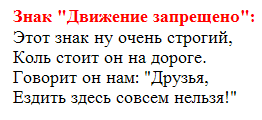 Знак "Движение запрещено":
Этот знак ну очень строгий,
Коль стоит он на дороге.
Говорит он нам: "Друзья,
Ездить здесь совсем нельзя!"